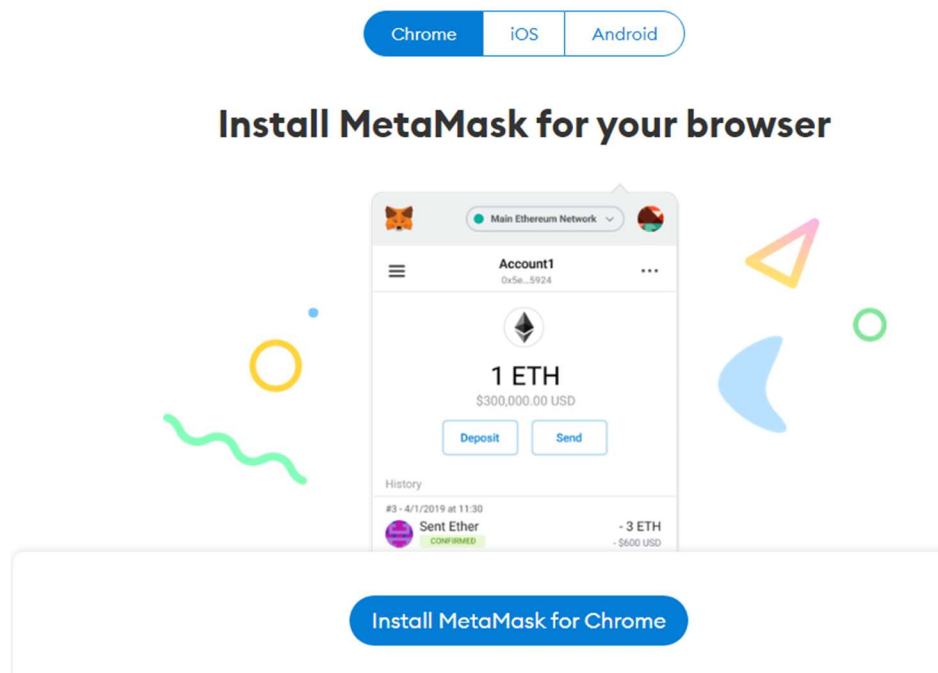 Chrome iOS Android
Install MetaMask for your browser
Main Ethereum Network
Account1
0x5e...5924
1 ETH
$300,000.00 USD
Deposit Send
History
#3 - 4/1/2019 at 11:30
Sent Ether - 3 ETH
CONFIRMED - $600 USD
Install MetaMask for Chrome